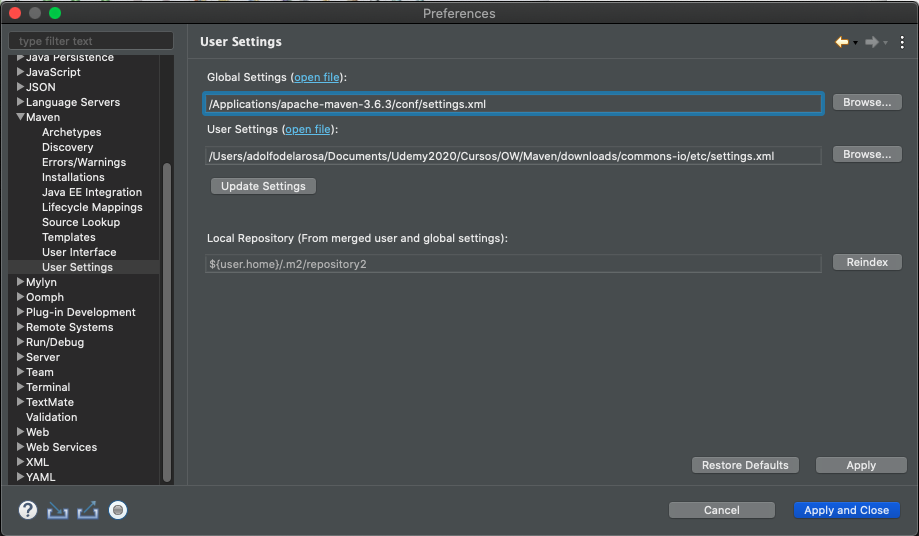 Preferences
type filter text
Java Persistence
JavaScript
JSON
Language Servers
Maven
Archetypes
Discovery
Errors/Warnings
Installations
Java EE Integration
Lifecycle Mappings
Source Lookup
Templates
User Interface
User Settings
Mylyn
Oomph
Plug-in Development
Remote Systems
Run/Debug
Server
Team
Terminal
TextMate
Validation
Web
Web Services
XML
YAML
User Settings
Global Settings (open file):
/Applications/apache-maven-3.6.3/conf/settings.xml
Browse...
User Settings (open file):
/Users/adolfodelarosa/Documents/Udemy2020/Cursos/OW/Maven/downloads/commons-io/etc/settings.xml
Browse...
Update Settings
Local Repository (From merged user and global settings):
${user.home}/.m2/repository2
Reindex
Restore Defaults
Apply
?
Cancel
Apply and Close